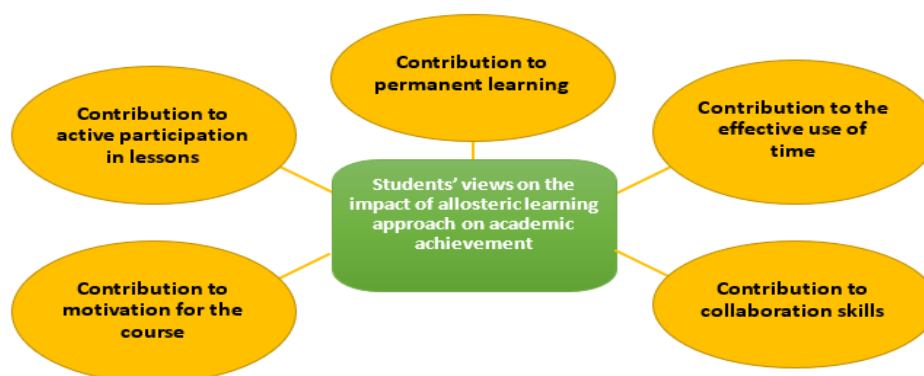 Contribution to
permanent learning
Contribution to
active participation
in lessons
Contribution to the
effective use of
time
Students’ views on the
impact of allosteric learning
approach on academic
achievement
Contribution to
motivation for the
course
Contribution to
collaboration skills